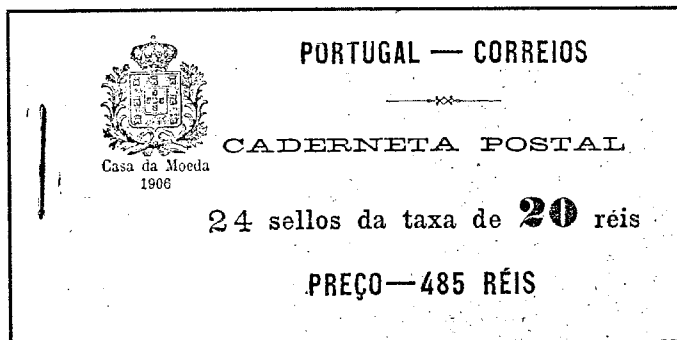 PORTUGAL — CORREIOS
CADERNETA POSTAL
Casa da Moeda
1906
24 sellos da taxa de 20 réis
PREÇO—485 RÉIS